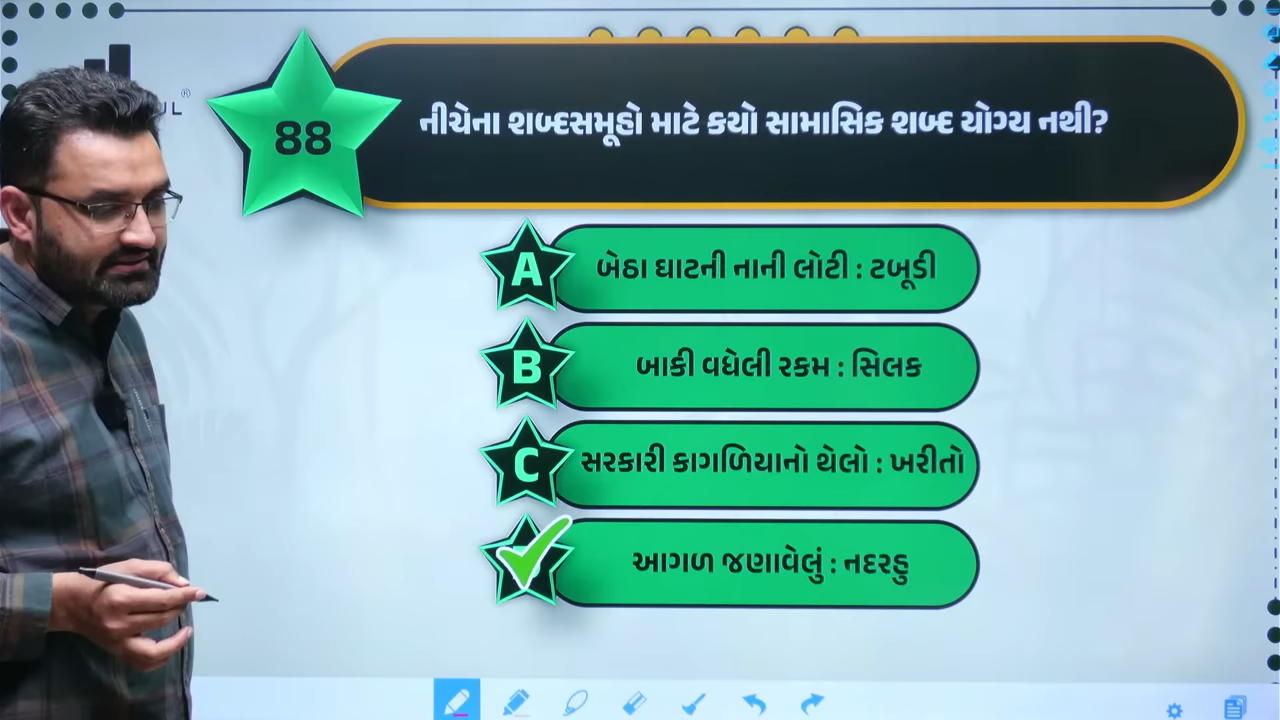 88
નીચેના શબ્દસમૂહો માટે કયો સામાસિક શબ્દ યોગ્ય નથી?
A બેઠા ઘાટની નાની લોટી : ટબૂડી
B બાકી વધેલી રકમ : સિલક
C સરકારી કાગળિયાનો થેલો : ખરીતો
આગળ જણાવેલું : નદરહુ